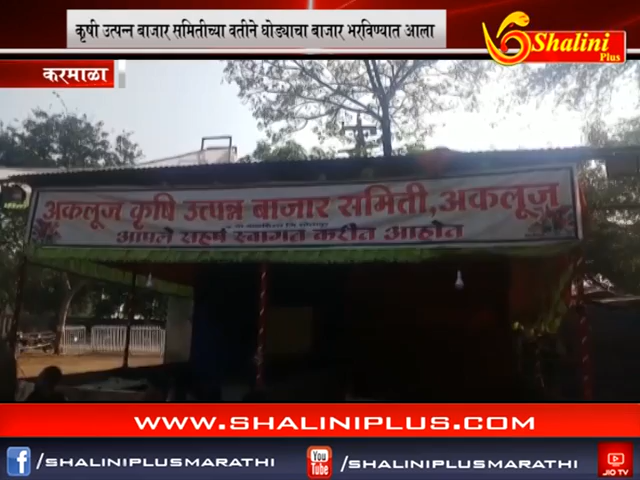 कृषी उत्पन्न बाजार समितीच्या वतीने घोड्याचा बाजार भरविण्यात आला
Shalini
Plus
करमाळा
अकलूज कृषि उत्पन्न बाजार समिती, अकलूज
आपले सहर्ष स्वागत करीत आहोत
WWW.SHALINIPLUS.COM
/SHALINIPLUSMARATHI
You Tube
/SHALINIPLUSMARATHI
JIO TV